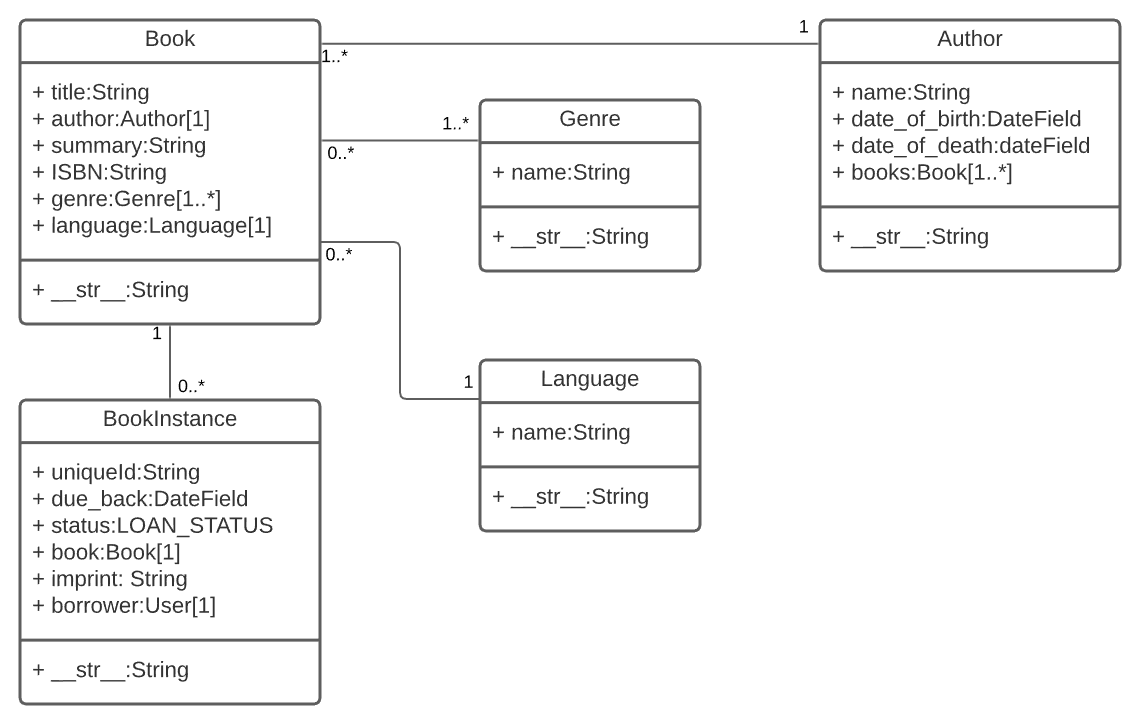 Book
+ title:String
+ author:Author[1]
+ summary:String
+ ISBN:String
+ genre:Genre[1..*]
+ language:Language[1]
+ __str__:String
1..*
1
Author
+ name:String
+ date_of_birth:DateField
+ date_of_death:dateField
+ books:Book[1..*]
+ __str__:String
0..*
1..*
Genre
+ name:String
+ __str__:String
0..*
1
Language
+ name:String
+ __str__:String
1
0..*
BookInstance
+ uniqueId:String
+ due_back:DateField
+ status:LOAN_STATUS
+ book:Book[1]
+ imprint: String
+ borrower:User[1]
+ __str__:String